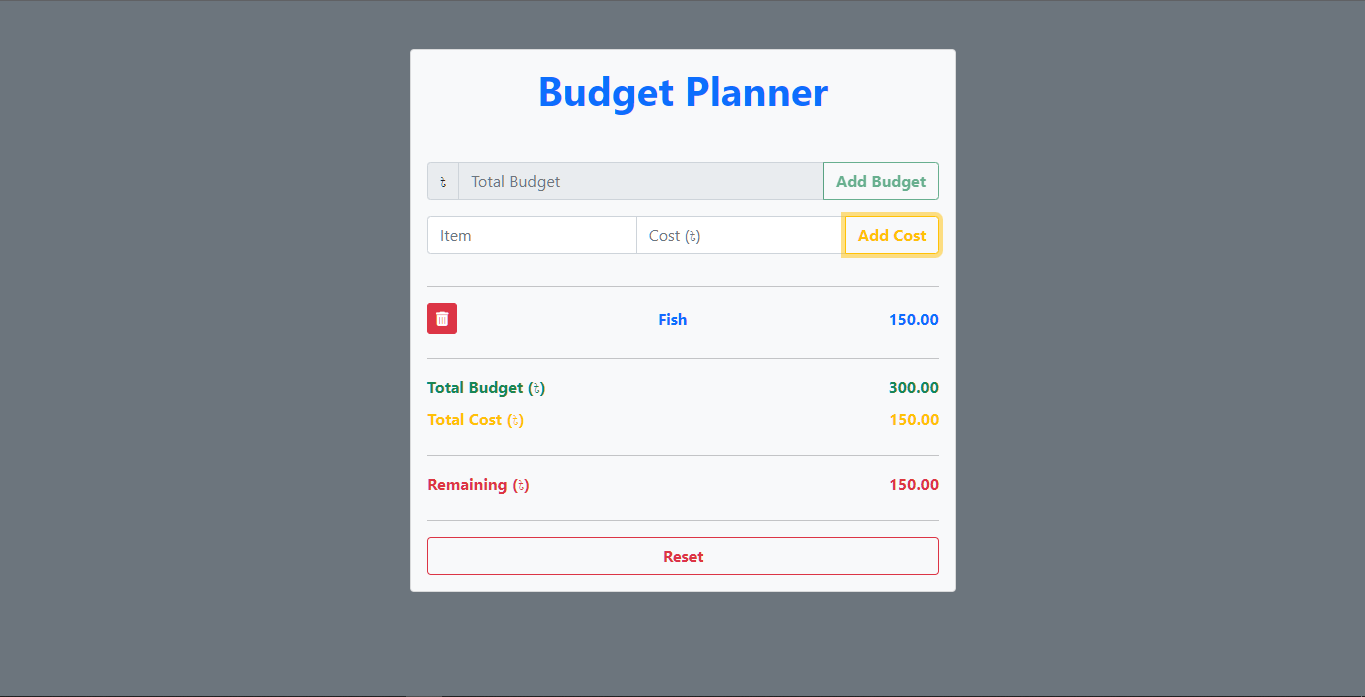 Budget Planner
৳ Total Budget Add Budget
Item Cost (৳) Add Cost
Fish 150.00
Total Budget (৳) 300.00
Total Cost (৳) 150.00
Remaining (৳) 150.00
Reset